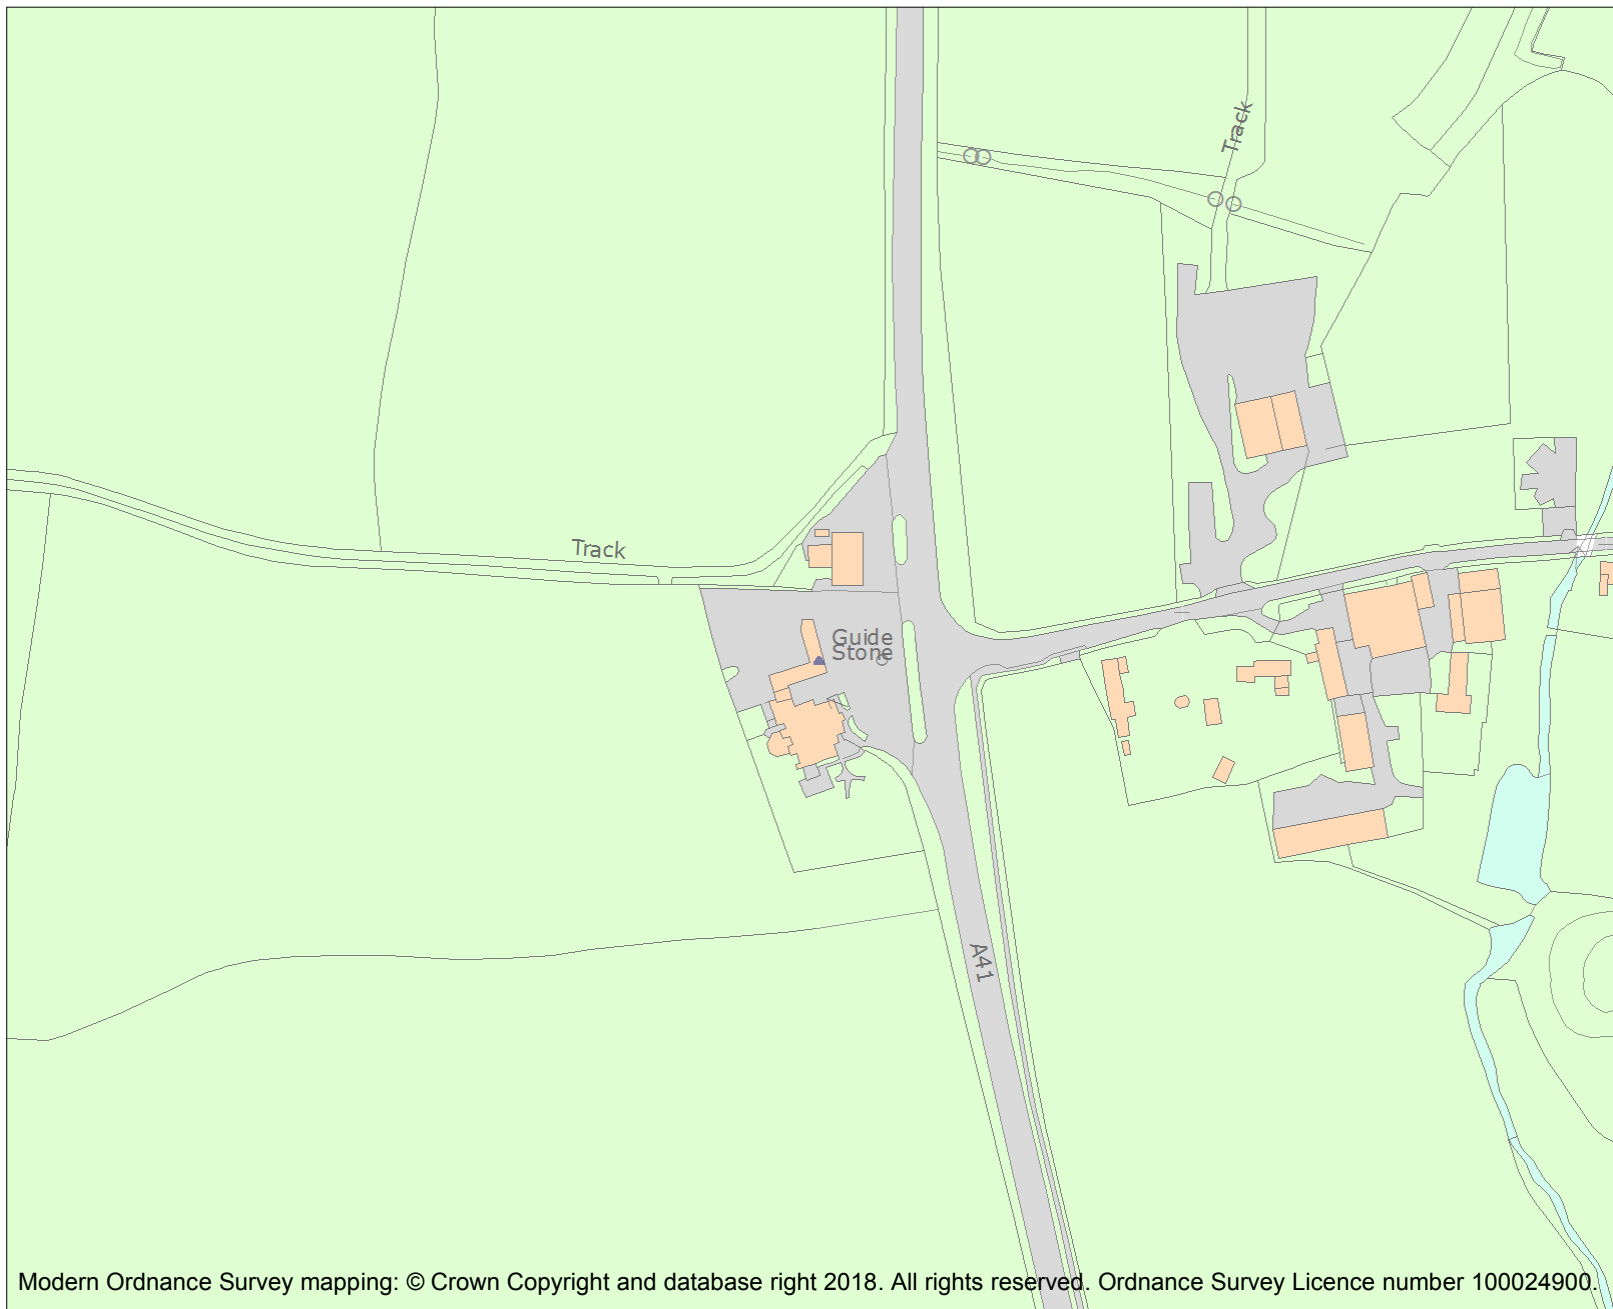 Track
Track
Guide
Stone
A41
Modern Ordnance Survey mapping: © Crown Copyright and database right 2018. All rights reserved. Ordnance Survey Licence number 100024900.